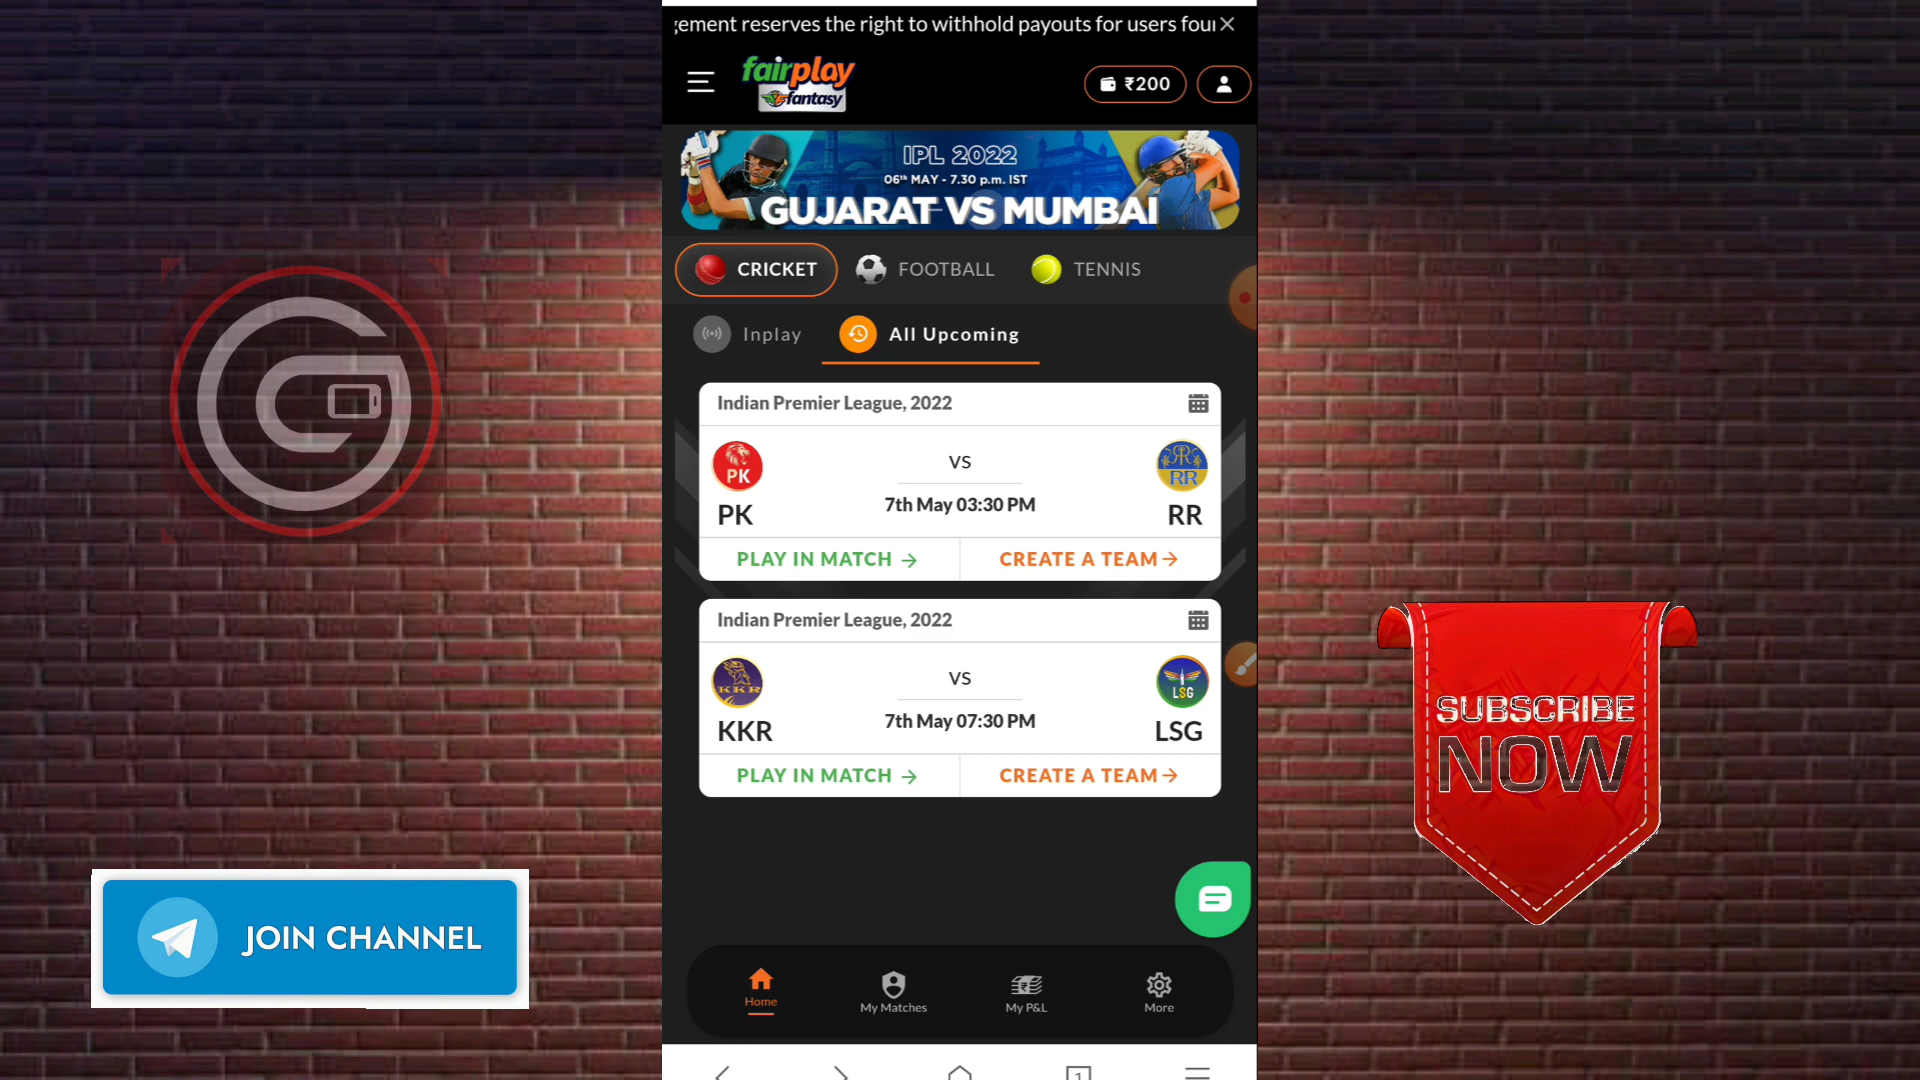 gement reserves the right to withhold payouts for users foun
fairplay
fantasy
₹200
IPL 2022
06th MAY - 7.30 p.m. IST
GUJARAT VS MUMBAI
CRICKET
FOOTBALL
TENNIS
Inplay
All Upcoming
Indian Premier League, 2022
PK
RR
VS
7th May 03:30 PM
PK
RR
PLAY IN MATCH →
CREATE A TEAM →
Indian Premier League, 2022
KKR
LSG
VS
7th May 07:30 PM
KKR
LSG
PLAY IN MATCH →
CREATE A TEAM →
SUBSCRIBE
NOW
JOIN CHANNEL
Home
My Matches
My P&L
More
1